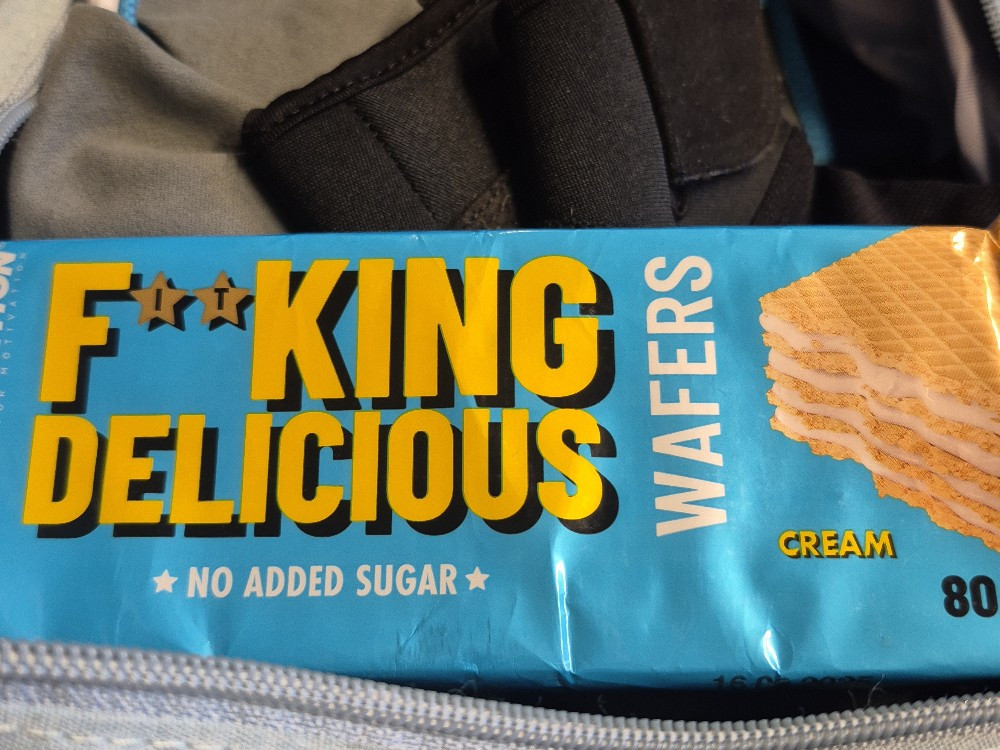 F**KING
I T
DELICIOUS
★ NO ADDED SUGAR ★
WAFERS
CREAM
80